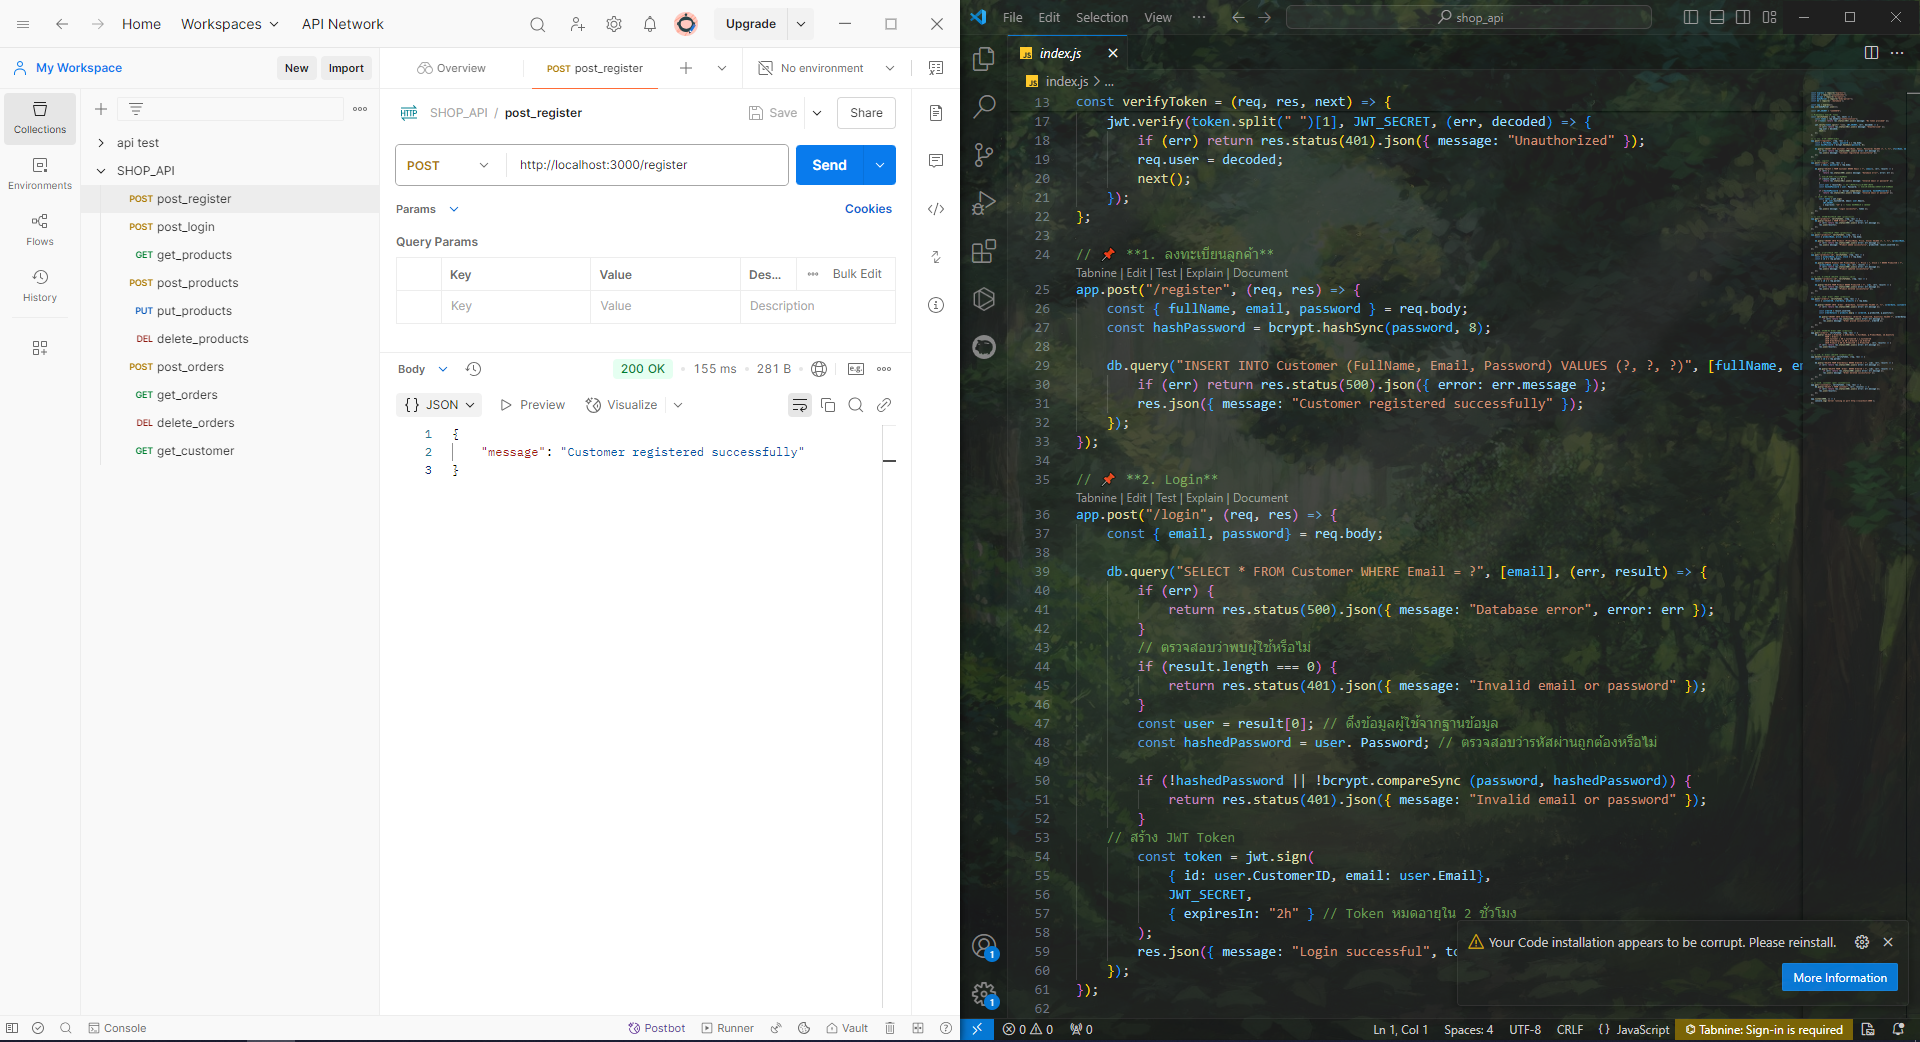 Home
Workspaces
API Network
Upgrade
My Workspace
New
Import
Overview
POST post_register
No environment
Collections
Environments
Flows
History
api test
SHOP_API
POST post_register
POST post_login
GET get_products
POST post_products
PUT put_products
DEL delete_products
POST post_orders
GET get_orders
DEL delete_orders
GET get_customer
HTTP
SHOP_API / post_register
Save
Share
POST
http://localhost:3000/register
Send
Params
Cookies
Query Params
Key
Value
Des...
Bulk Edit
Key
Value
Description
Body
200 OK
155 ms
281 B
e.g.
{} JSON
Preview
Visualize
1 {
2 "message": "Customer registered successfully"
3 }
Console
Postbot
Runner
Vault
File
Edit
Selection
View
shop_api
JS index.js
JS index.js > ...
13 const verifyToken = (req, res, next) => {
17 jwt.verify(token.split(" ")[1], JWT_SECRET, (err, decoded) => {
18 if (err) return res.status(401).json({ message: "Unauthorized" });
19 req.user = decoded;
20 next();
21 });
22 };
23
24 // 📌 **1. ลงทะเบียนลูกค้า**
Tabnine | Edit | Test | Explain | Document
25 app.post("/register", (req, res) => {
26 const { fullName, email, password } = req.body;
27 const hashPassword = bcrypt.hashSync(password, 8);
28
29 db.query("INSERT INTO Customer (FullName, Email, Password) VALUES (?, ?, ?)", [fullName, em
30 if (err) return res.status(500).json({ error: err.message });
31 res.json({ message: "Customer registered successfully" });
32 });
33 });
34
35 // 📌 **2. Login**
Tabnine | Edit | Test | Explain | Document
36 app.post("/login", (req, res) => {
37 const { email, password} = req.body;
38
39 db.query("SELECT * FROM Customer WHERE Email = ?", [email], (err, result) => {
40 if (err) {
41 return res.status(500).json({ message: "Database error", error: err });
42 }
43 // ตรวจสอบว่าพบผู้ใช้หรือไม่
44 if (result.length === 0) {
45 return res.status(401).json({ message: "Invalid email or password" });
46 }
47 const user = result[0]; // ดึงข้อมูลผู้ใช้จากฐานข้อมูล
48 const hashedPassword = user. Password; // ตรวจสอบว่ารหัสผ่านถูกต้องหรือไม่
49
50 if (!hashedPassword || !bcrypt.compareSync (password, hashedPassword)) {
51 return res.status(401).json({ message: "Invalid email or password" });
52 }
53 // สร้าง JWT Token
54 const token = jwt.sign(
55 { id: user.CustomerID, email: user.Email},
56 JWT_SECRET,
57 { expiresIn: "2h" } // Token หมดอายุใน 2 ชั่วโมง
58 );
59 res.json({ message: "Login successful", to
60 });
61 });
62
Your Code installation appears to be corrupt. Please reinstall.
More Information
1
1
0
0
0
Ln 1, Col 1
Spaces: 4
UTF-8
CRLF
{} JavaScript
Tabnine: Sign-in is required